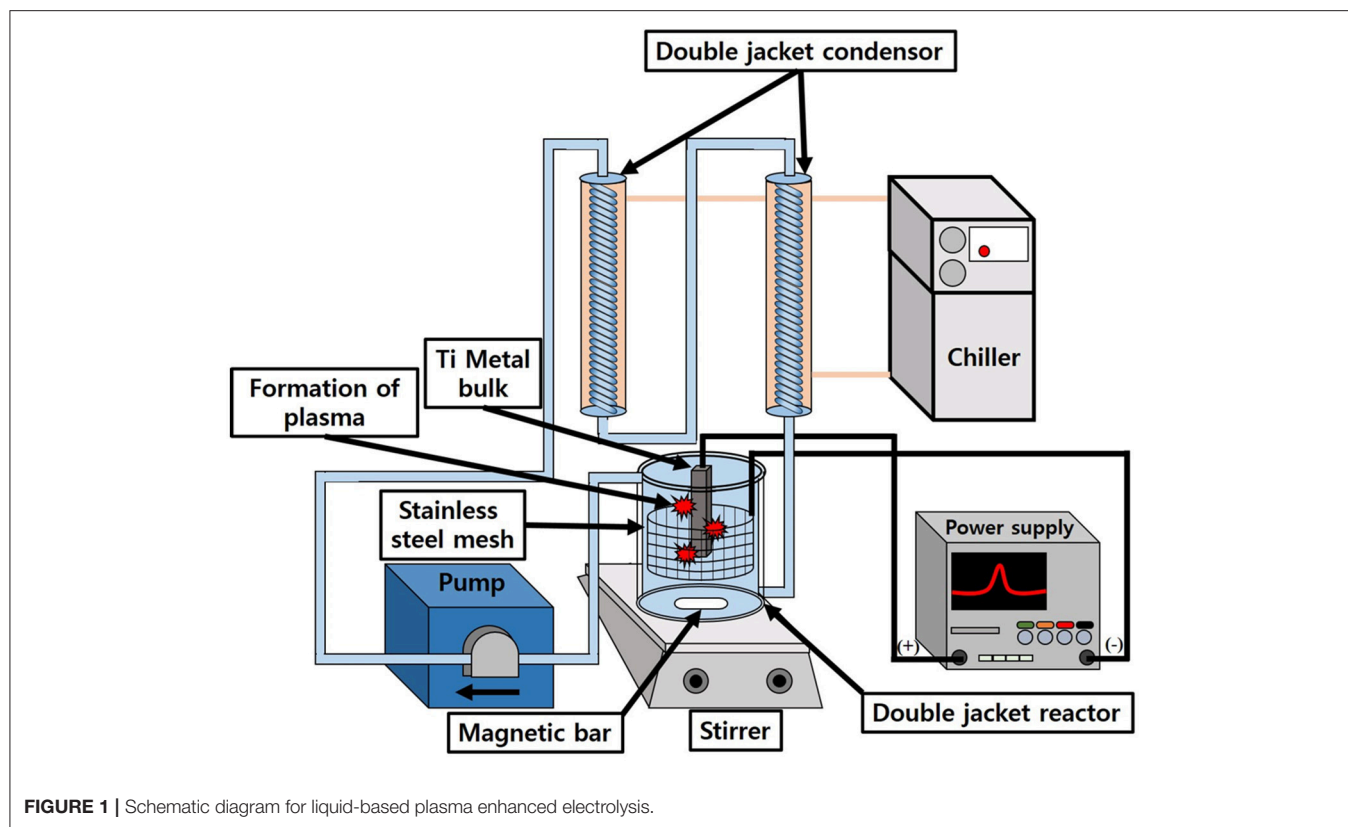 Double jacket condensor
Ti Metal
bulk
Formation of
plasma
Chiller
Stainless
steel mesh
Power supply
Pump
(+)
(-)
Double jacket reactor
Magnetic bar
Stirrer
FIGURE 1 | Schematic diagram for liquid-based plasma enhanced electrolysis.